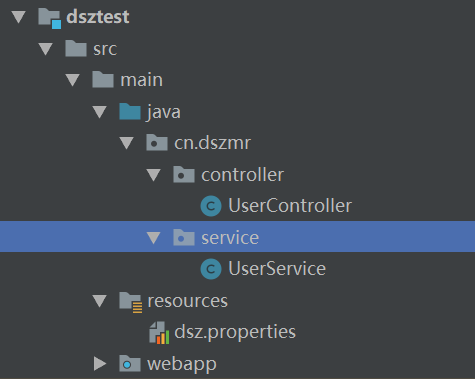 dsztest
src
main
java
cn.dszmr
controller
UserController
service
UserService
resources
dsz.properties
webapp